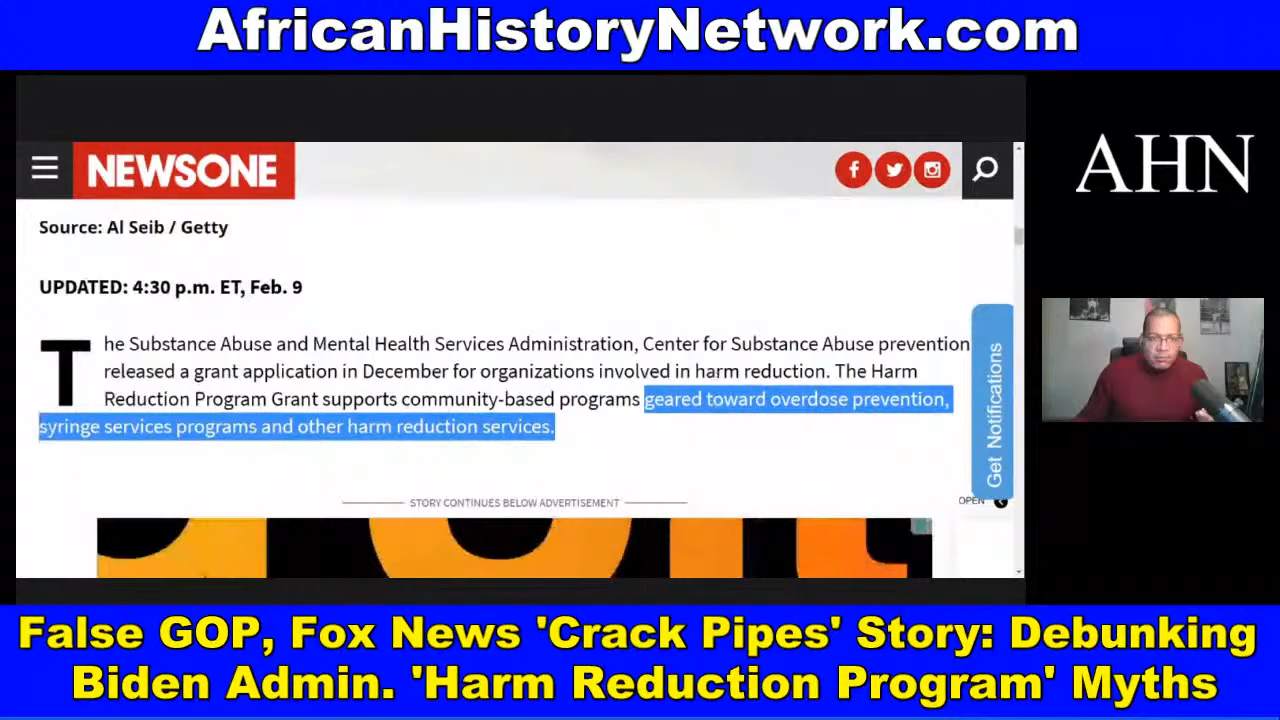 AfricanHistoryNetwork.com
AHN
NEWSONE
Source: Al Seib / Getty
UPDATED: 4:30 p.m. ET, Feb. 9
The Substance Abuse and Mental Health Services Administration, Center for Substance Abuse prevention
released a grant application in December for organizations involved in harm reduction. The Harm
Reduction Program Grant supports community-based programs geared toward overdose prevention,
syringe services programs and other harm reduction services.
Get Notifications
STORY CONTINUES BELOW ADVERTISEMENT
OPEN
False GOP, Fox News 'Crack Pipes' Story: Debunking
Biden Admin. 'Harm Reduction Program' Myths